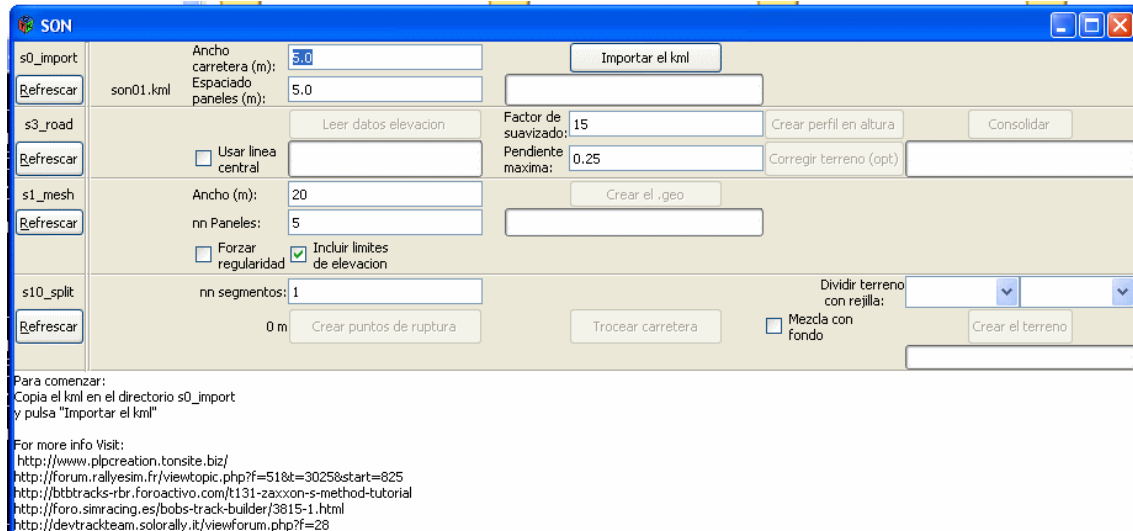 SON
s0_import
Ancho
carretera (m):
5.0
Importar el kml
Refrescar
son01.kml
Espaciado
paneles (m):
5.0
s3_road
Leer datos elevacion
Factor de
suavizado:
15
Crear perfil en altura
Consolidar
Refrescar
Usar linea
central
Pendiente
maxima:
0.25
Corregir terreno (opt)
s1_mesh
Ancho (m):
20
Crear el .geo
Refrescar
nn Paneles:
5
Forzar
regularidad
Incluir limites
de elevacion
s10_split
nn segmentos:
1
Dividir terreno
con rejilla:
Refrescar
0 m
Crear puntos de ruptura
Trocear carretera
Mezcla con
fondo
Crear el terreno
Para comenzar:
Copia el kml en el directorio s0_import
y pulsa "Importar el kml"
For more info Visit:
http://www.plpcreation.tonsite.biz/
http://forum.rallyesim.fr/viewtopic.php?f=51&t=3025&start=825
http://btbtracks-rbr.foroactivo.com/t131-zaxxon-s-method-tutorial
http://foro.simracing.es/bobs-track-builder/3815-1.html
http://devtrackteam.solorally.it/viewforum.php?f=28